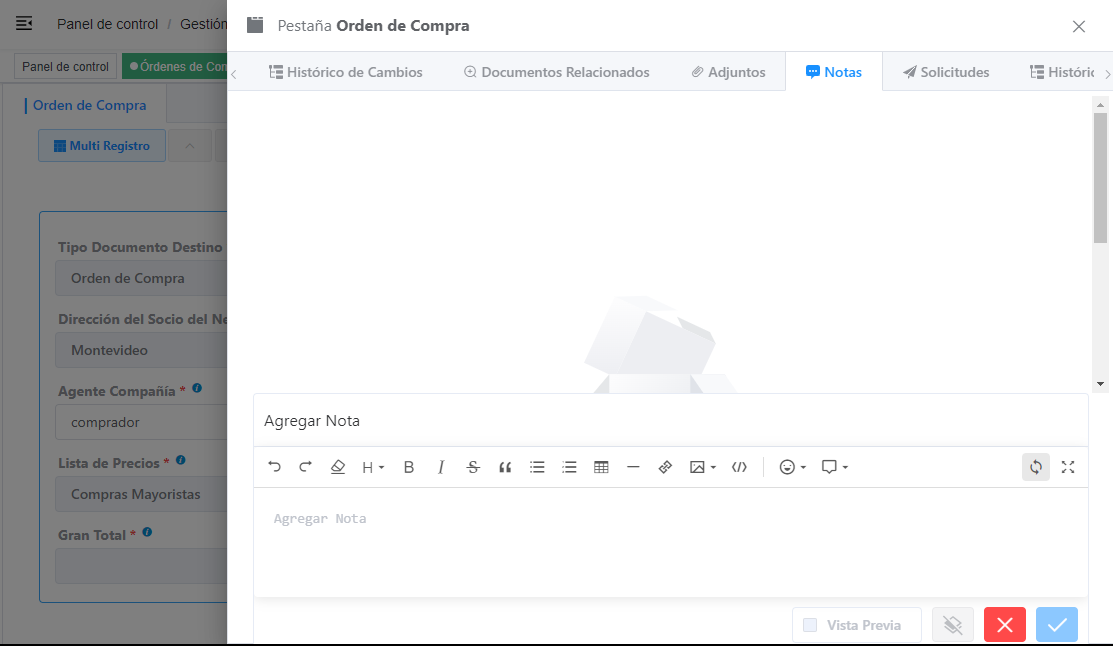 Panel de control / Gestión
Pestaña Orden de Compra
Panel de control
Órdenes de Com
Histórico de Cambios
Documentos Relacionados
Adjuntos
Notas
Solicitudes
Históric
Orden de Compra
Multi Registro
Tipo Documento Destino
Orden de Compra
Dirección del Socio del Ne
Montevideo
Agente Compañía *
comprador
Lista de Precios *
Compras Mayoristas
Gran Total *
Agregar Nota
H B I S
Agregar Nota
Vista Previa